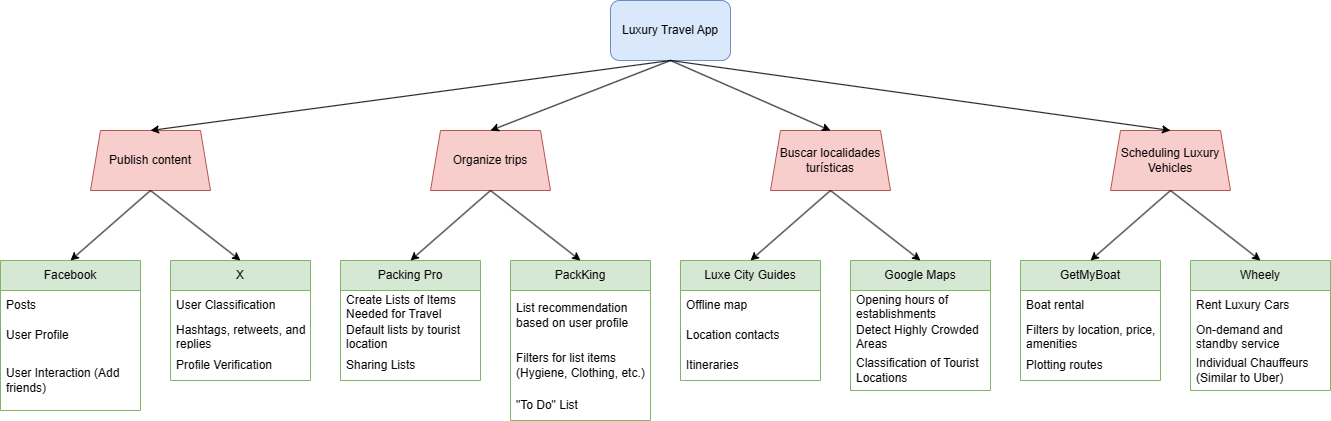 Luxury Travel App
Publish content
Organize trips
Buscar localidades
turísticas
Scheduling Luxury
Vehicles
Facebook
Posts
User Profile
User Interaction (Add
friends)
X
User Classification
Hashtags, retweets, and
replies
Profile Verification
Packing Pro
Create Lists of Items
Needed for Travel
Default lists by tourist
location
Sharing Lists
PackKing
List recommendation
based on user profile
Filters for list items
(Hygiene, Clothing, etc.)
"To Do" List
Luxe City Guides
Offline map
Location contacts
Itineraries
Google Maps
Opening hours of
establishments
Detect Highly Crowded
Areas
Classification of Tourist
Locations
GetMyBoat
Boat rental
Filters by location, price,
amenities
Plotting routes
Wheely
Rent Luxury Cars
On-demand and
standby service
Individual Chauffeurs
(Similar to Uber)